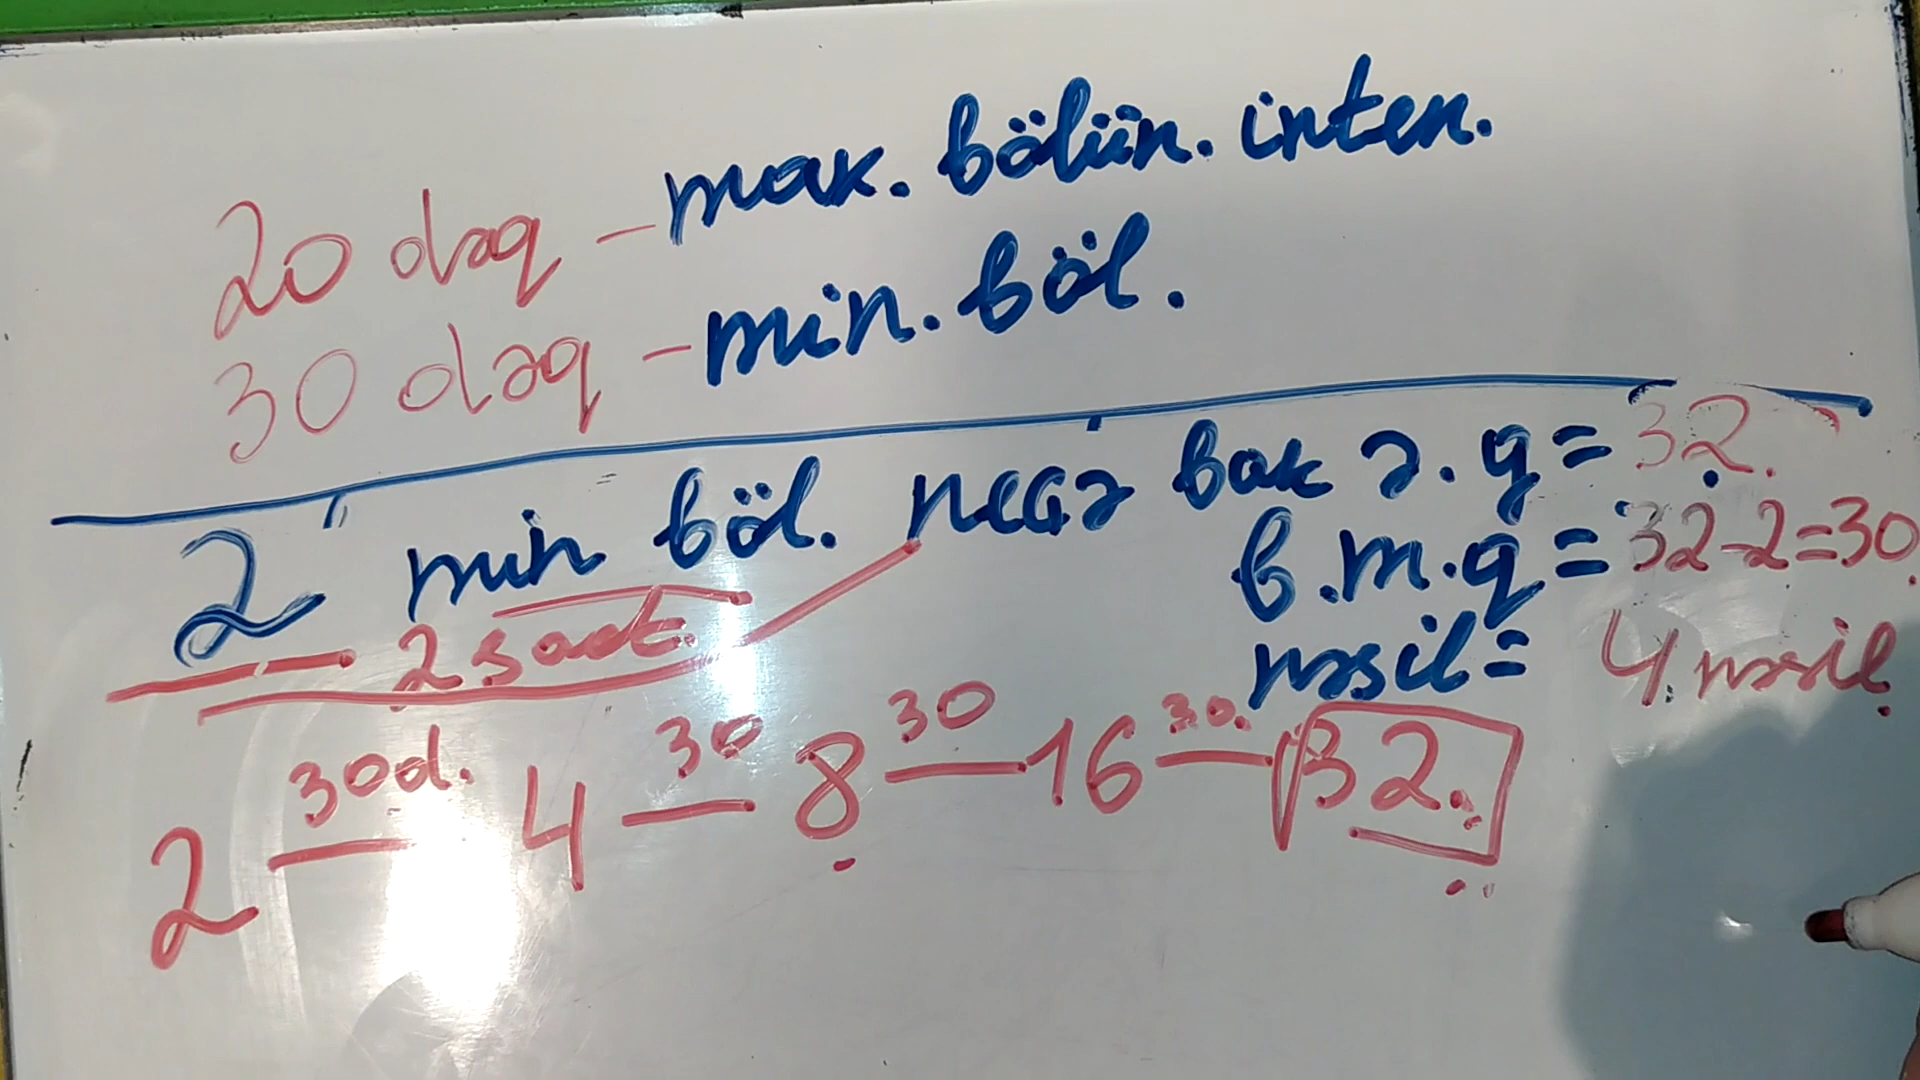 20 dəq - max. bölün. inten.
30 dəq - min. böl.
2 min böl. neçə bak ə. g = 32.
2 saat. b.m.g = 32-2=30.
nəsil = 4 nəsil.
2 30d. 4 30 8 30 16 30. 32.